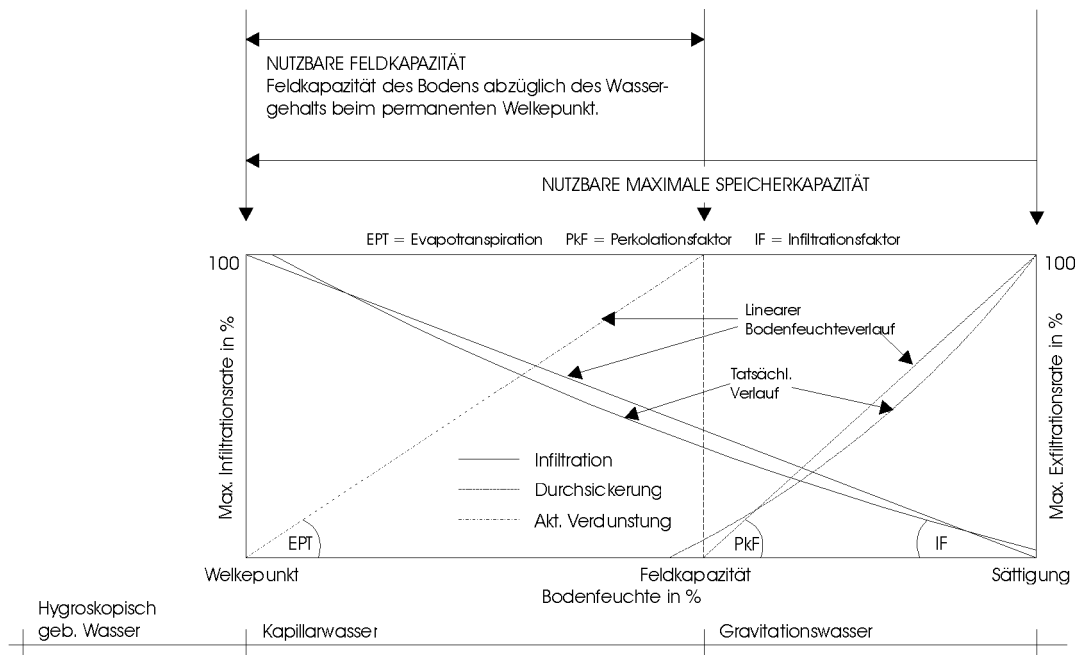 NUTZBARE FELDKAPAZITÄT
Feldkapazität des Bodens abzüglich des Wasser-
gehalts beim permanenten Welkepunkt.
NUTZBARE MAXIMALE SPEICHERKAPAZITÄT
EPT = Evapotranspiration PkF = Perkolationsfaktor IF = Infiltrationsfaktor
100
100
Max. Infiltrationsrate in %
Max. Exfiltrationsrate in %
Linearer
Bodenfeuchteverlauf
Tatsächl.
Verlauf
Infiltration
Durchsickerung
Akt. Verdunstung
EPT
PkF
IF
Welkepunkt
Feldkapazität
Sättigung
Bodenfeuchte in %
Hygroskopisch
geb. Wasser
Kapillarwasser
Gravitationswasser